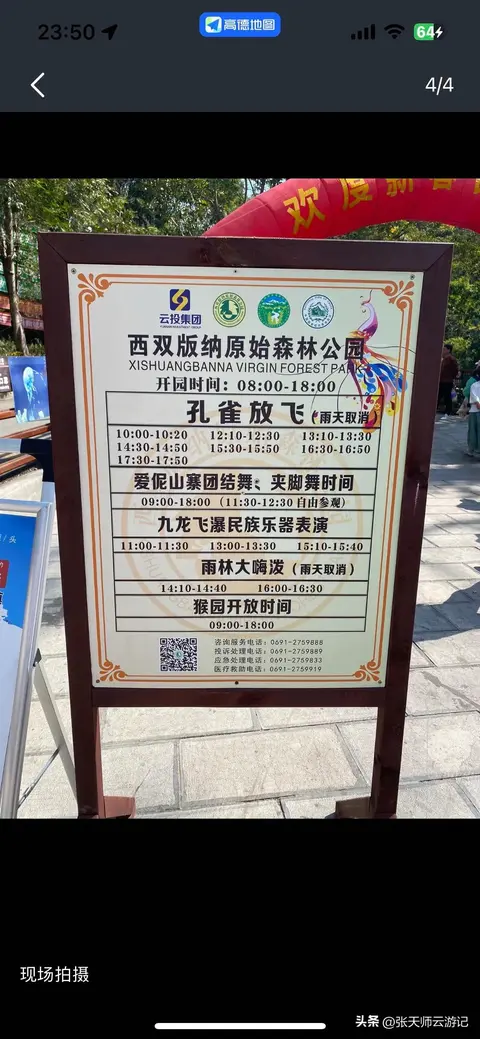 23:50
高德地图
64
4/4
欢度新春
云投集团
YUNNAN INVESTMENT GROUP
西双版纳原始森林公园
XISHUANGBANNA VIRGIN FOREST PARK
开园时间：08:00-18:00
孔雀放飞（雨天取消）
10:00-10:20 12:10-12:30 13:10-13:30
14:30-14:50 15:30-15:50 16:30-16:50
17:30-17:50
爱伲山寨团结舞、夹脚舞时间
09:00-18:00（11:30-12:30 自由参观）
九龙飞瀑民族乐器表演
11:00-11:30 13:00-13:30 15:10-15:40
雨林大嗨泼（雨天取消）
14:10-14:40 16:00-16:30
猴园开放时间
09:00-18:00
咨询服务电话：0691-2759888
投诉处理电话：0691-2759889
应急处理电话：0691-2759833
医疗救助电话：0691-2759919
现场拍摄
头条 @张天师云游记